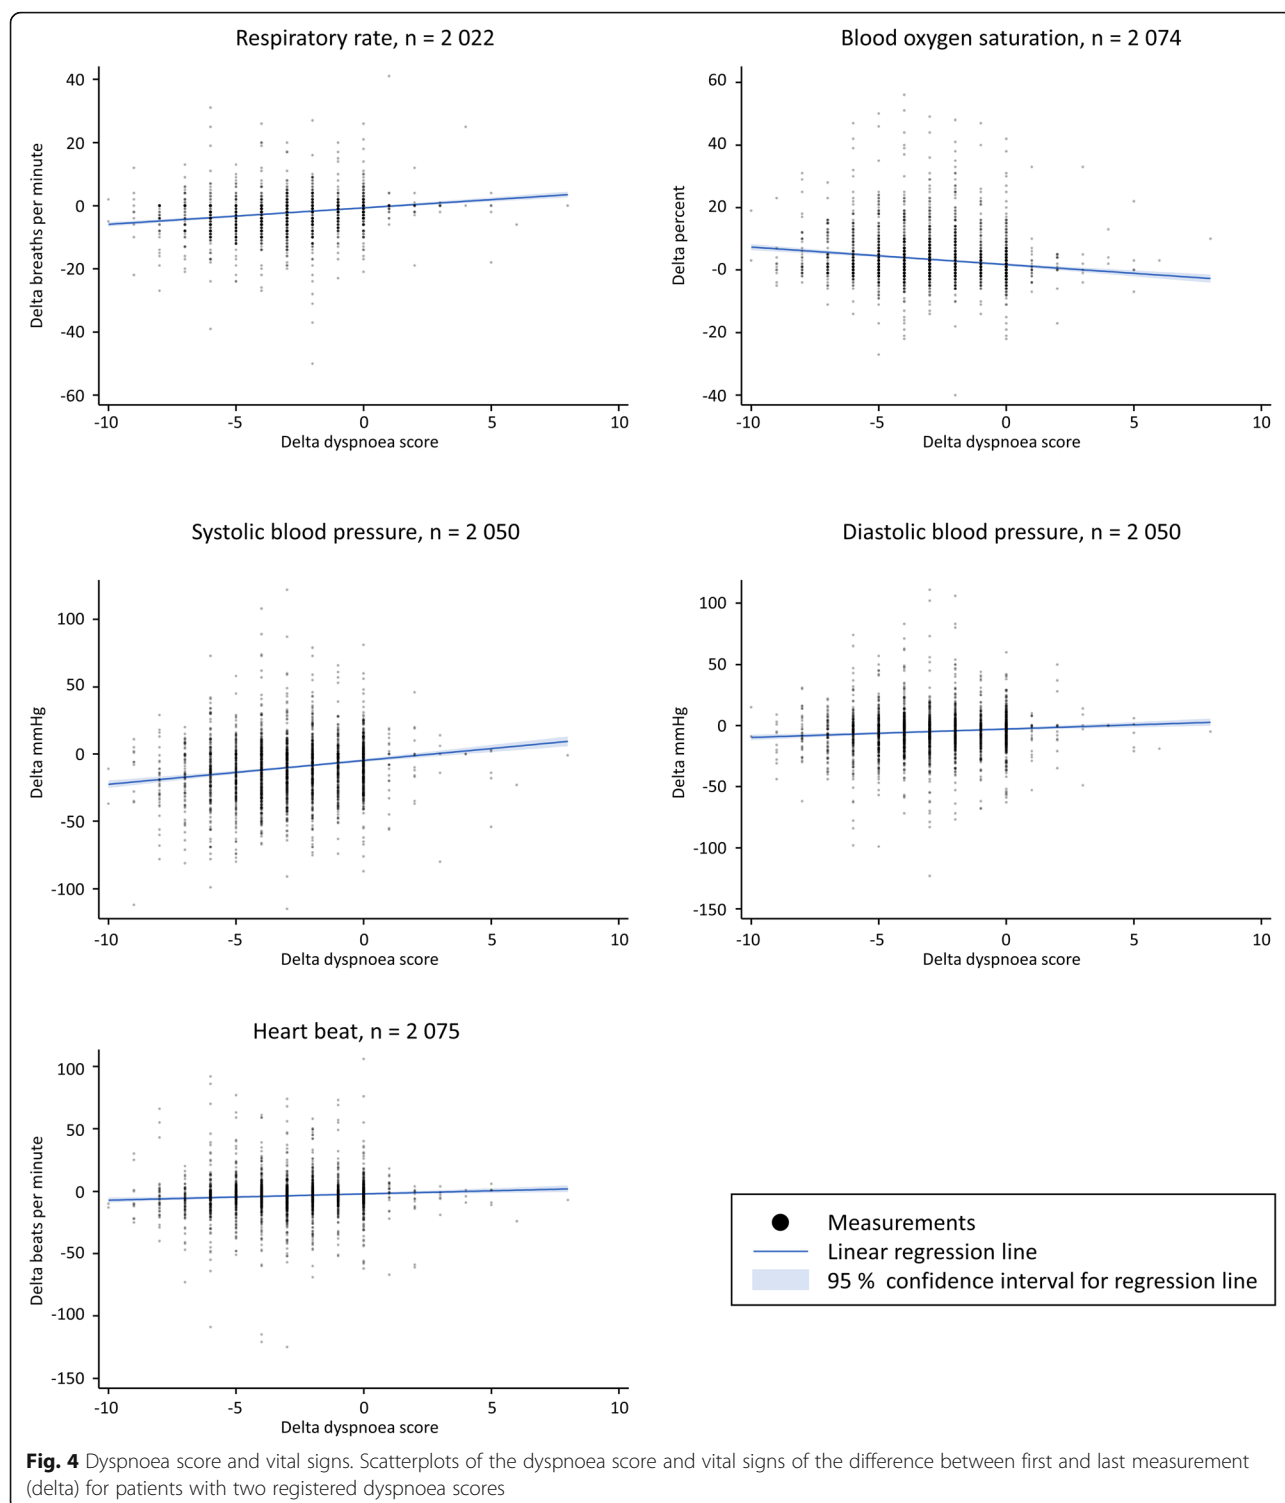 Respiratory rate, n = 2 022
40
20
0
-20
-40
-60
Delta breaths per minute
-10 -5 0 5 10
Delta dyspnoea score
Blood oxygen saturation, n = 2 074
60
40
20
-0
-20
-40
Delta percent
-10 -5 0 5 10
Delta dyspnoea score
Systolic blood pressure, n = 2 050
100
50
0
-50
-100
Delta mmHg
-10 -5 0 5 10
Delta dyspnoea score
Diastolic blood pressure, n = 2 050
100
50
0
-50
-100
-150
Delta mmHg
-10 -5 0 5 10
Delta dyspnoea score
Heart beat, n = 2 075
100
50
0
-50
-100
-150
Delta beats per minute
-10 -5 0 5 10
Delta dyspnoea score
Measurements
Linear regression line
95 % confidence interval for regression line
Fig. 4 Dyspnoea score and vital signs. Scatterplots of the dyspnoea score and vital signs of the difference between first and last measurement
(delta) for patients with two registered dyspnoea scores